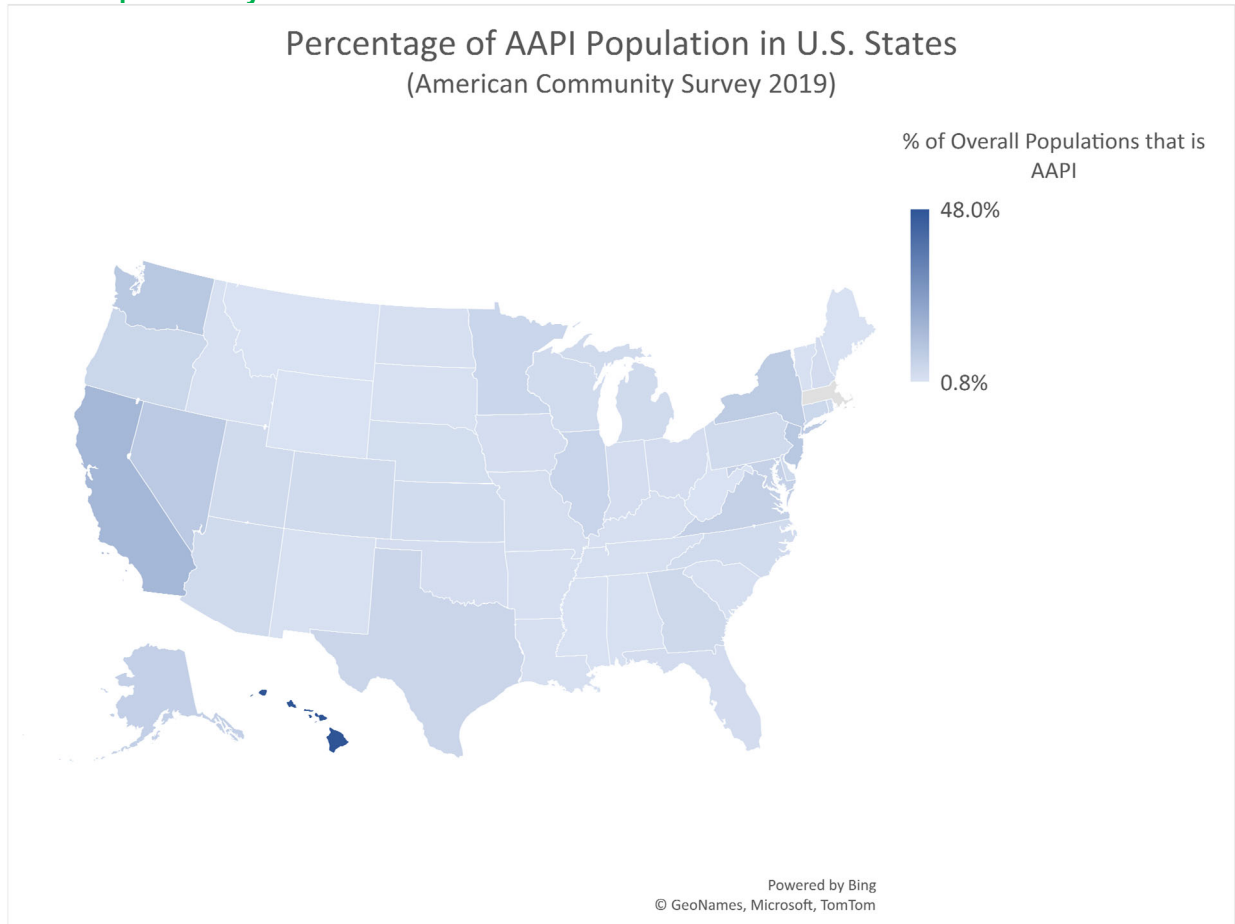 Percentage of AAPI Population in U.S. States
(American Community Survey 2019)
% of Overall Populations that is
AAPI
48.0%
0.8%
Powered by Bing
© GeoNames, Microsoft, TomTom